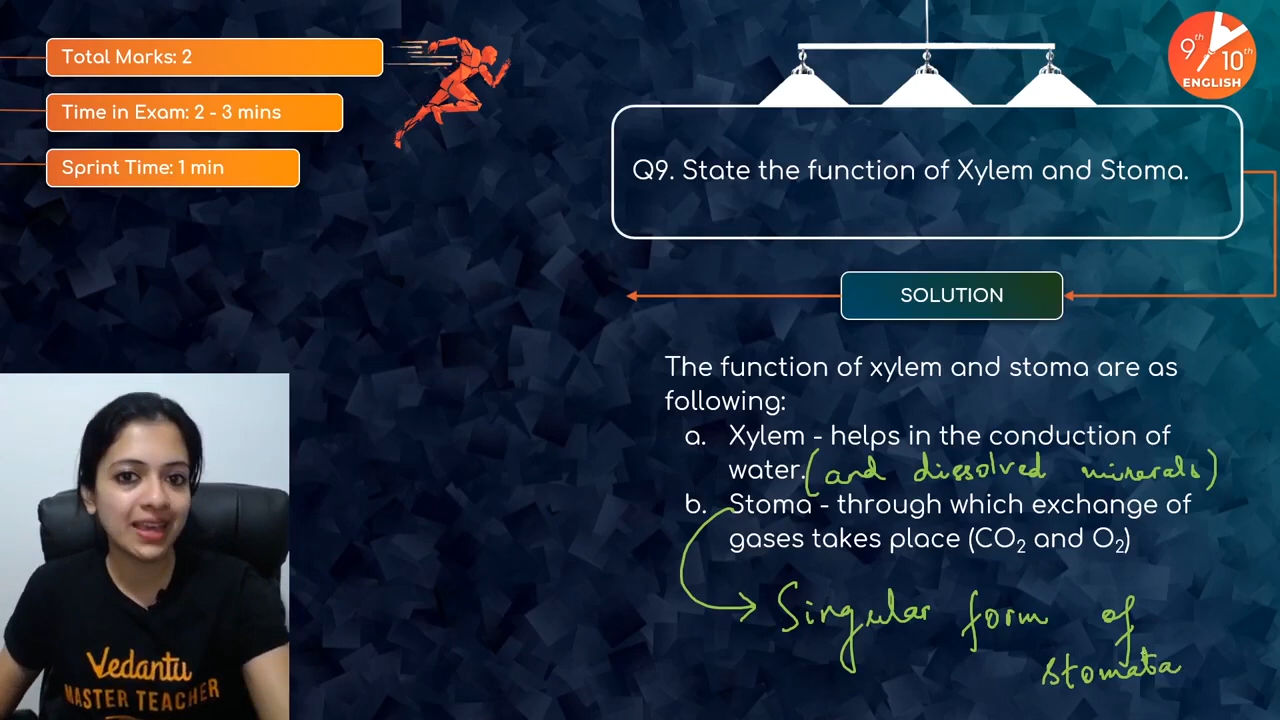 Total Marks: 2
Time in Exam: 2 - 3 mins
Sprint Time: 1 min
9th 10th
ENGLISH
Q9. State the function of Xylem and Stoma.
SOLUTION
The function of xylem and stoma are as
following:
a. Xylem - helps in the conduction of
water. (and dissolved minerals)
b. Stoma - through which exchange of
gases takes place (CO₂ and O₂)
Singular form of
stomata
Vedantu
MASTER TEACHER